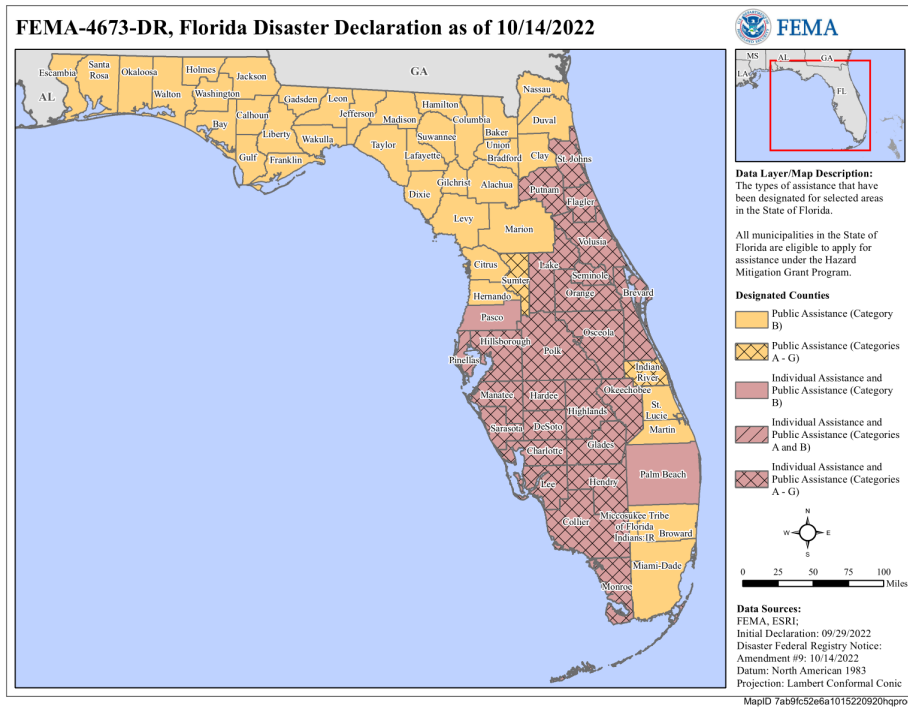 FEMA-4673-DR, Florida Disaster Declaration as of 10/14/2022
FEMA
GA
AL
Escambia
Santa
Rosa
Okaloosa
Walton
Holmes
Washington
Jackson
Bay
Calhoun
Gulf
Liberty
Franklin
Gadsden
Leon
Wakulla
Jefferson
Madison
Taylor
Hamilton
Suwannee
Lafayette
Columbia
Dixie
Gilchrist
Baker
Union
Bradford
Alachua
Levy
Nassau
Duval
Clay
St. Johns
Putnam
Flagler
Marion
Volusia
Citrus
Sumter
Lake
Hernando
Seminole
Orange
Brevard
Pasco
Osceola
Hillsborough
Polk
Pinellas
Indian
River
Manatee
Hardee
Okeechobee
Highlands
St.
Lucie
Sarasota
DeSoto
Martin
Charlotte
Glades
Lee
Hendry
Palm Beach
Collier
Miccosukee Tribe
of Florida
Indians IR
Broward
Miami-Dade
Monroe
MS
AL
GA
LA
FL
Data Layer/Map Description:
The types of assistance that have
been designated for selected areas
in the State of Florida.
All municipalities in the State of
Florida are eligible to apply for
assistance under the Hazard
Mitigation Grant Program.
Designated Counties
Public Assistance (Category
B)
Public Assistance (Categories
A - G)
Individual Assistance and
Public Assistance (Category
B)
Individual Assistance and
Public Assistance (Categories
A and B)
Individual Assistance and
Public Assistance (Categories
A - G)
N
W
E
S
0 25 50 75 100
Miles
Data Sources:
FEMA, ESRI;
Initial Declaration: 09/29/2022
Disaster Federal Registry Notice:
Amendment #9: 10/14/2022
Datum: North American 1983
Projection: Lambert Conformal Conic
MapID 7ab9fc52e6a1015220920hqpro